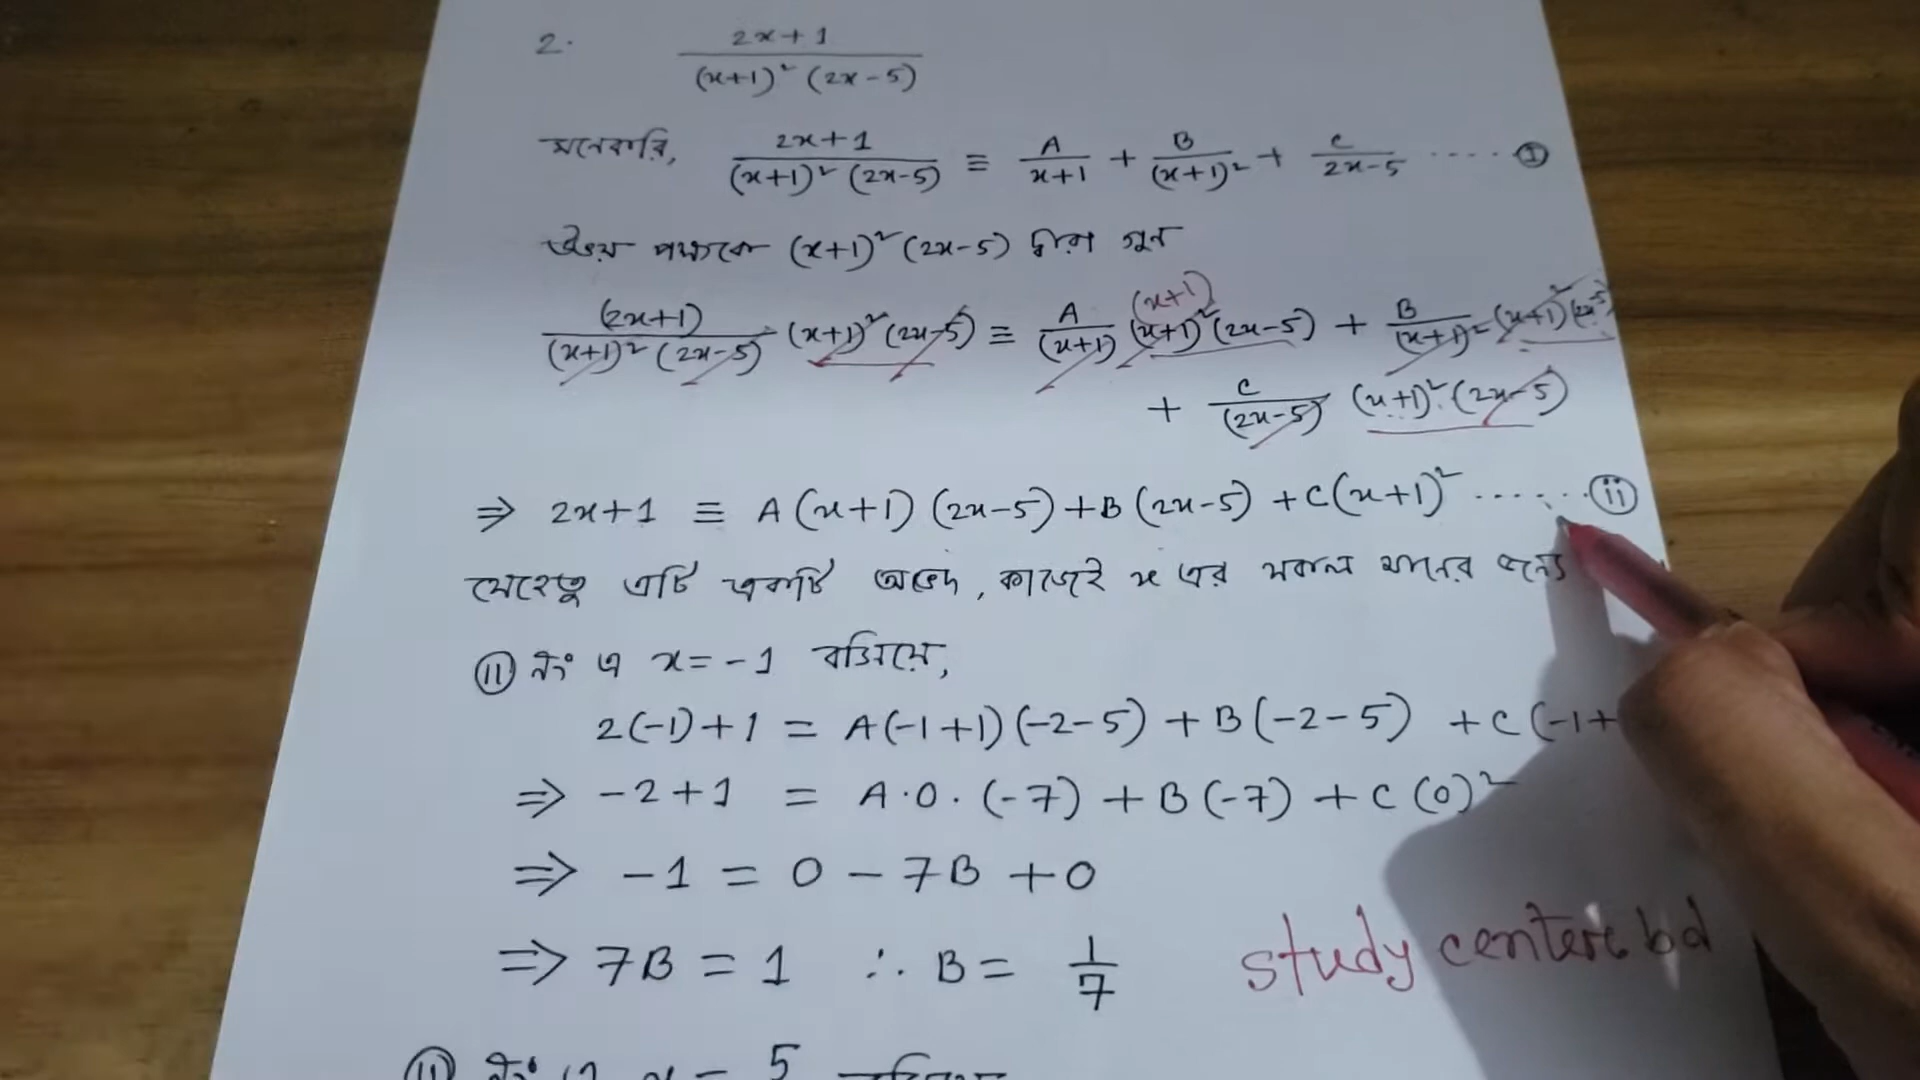 2. (2x+1)/((x+1)²(2x-5))
মনেকরি, (2x+1)/((x+1)²(2x-5)) ≡ A/(x+1) + B/(x+1)² + C/(2x-5) ..... (i)
উভয় পক্ষকে (x+1)²(2x-5) দ্বারা গুন
(2x+1)/((x+1)²(2x-5)) (x+1)²(2x-5) ≡ A/(x+1) (x+1)²(2x-5) + B/(x+1)² (x+1)²(2x-5)
(x+1)
+ C/(2x-5) (x+1)²(2x-5)
⇒ 2x+1 ≡ A(x+1)(2x-5)+B(2x-5)+C(x+1)² ...... (ii)
যেহেতু এটি একটি অভেদ, কাজেই x এর সকল মানের জন্য
(ii) নং এ x=-1 বসিয়ে,
2(-1)+1 = A(-1+1)(-2-5)+B(-2-5) +C(-1+
⇒ -2+1 = A.0.(-7)+B(-7)+C(0)²
⇒ -1 = 0-7B+0
⇒ 7B = 1 ∴ B = 1/7
study centere bd
(ii) নং এ x = 5